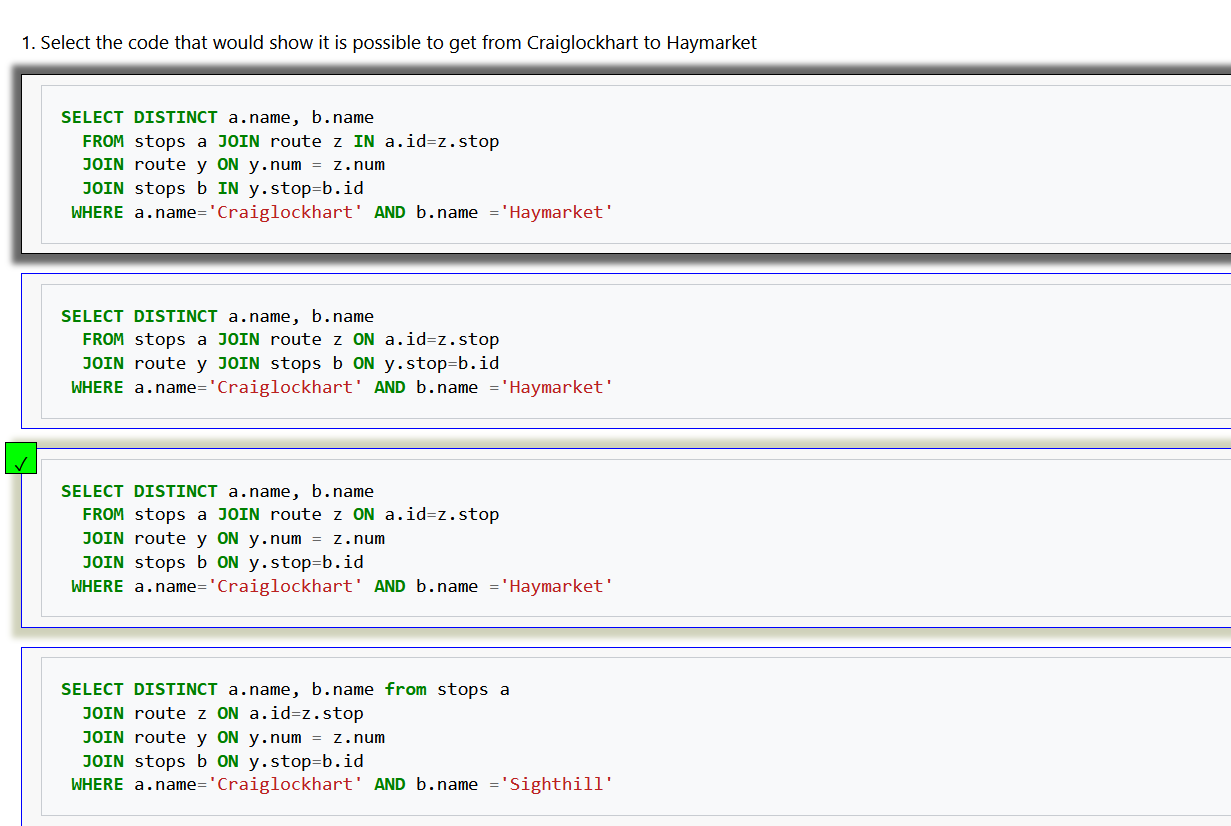 1. Select the code that would show it is possible to get from Craiglockhart to Haymarket
SELECT DISTINCT a.name, b.name
FROM stops a JOIN route z IN a.id=z.stop
JOIN route y ON y.num = z.num
JOIN stops b IN y.stop=b.id
WHERE a.name='Craiglockhart' AND b.name ='Haymarket'
SELECT DISTINCT a.name, b.name
FROM stops a JOIN route z ON a.id=z.stop
JOIN route y JOIN stops b ON y.stop=b.id
WHERE a.name='Craiglockhart' AND b.name ='Haymarket'
✓
SELECT DISTINCT a.name, b.name
FROM stops a JOIN route z ON a.id=z.stop
JOIN route y ON y.num = z.num
JOIN stops b ON y.stop=b.id
WHERE a.name='Craiglockhart' AND b.name ='Haymarket'
SELECT DISTINCT a.name, b.name from stops a
JOIN route z ON a.id=z.stop
JOIN route y ON y.num = z.num
JOIN stops b ON y.stop=b.id
WHERE a.name='Craiglockhart' AND b.name ='Sighthill'